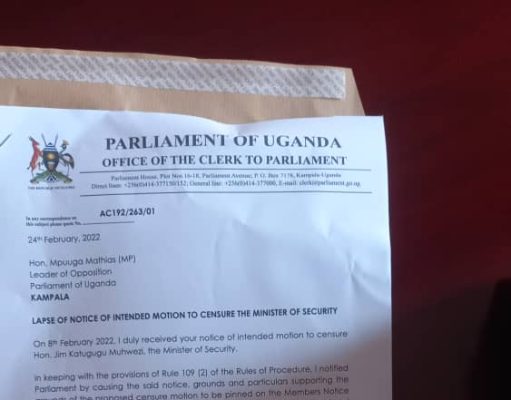 PARLIAMENT OF UGANDA
OFFICE OF THE CLERK TO PARLIAMENT
Parliament House, Plot Nos 16-18, Parliament Avenue; P. O. Box 7178, Kampala-Uganda
Direct lines: +256(0)414-377150/152; General line: +256(0)414-377000, E-mail: clerk@parliament.go.ug
THE REPUBLIC OF UGANDA
In any correspondence on
this subject please quote No.
AC192/263/01
24th February, 2022
Hon. Mpuuga Mathias (MP)
Leader of Opposition
Parliament of Uganda
KAMPALA
LAPSE OF NOTICE OF INTENDED MOTION TO CENSURE THE MINISTER OF SECURITY
On 8th February 2022, I duly received your notice of intended motion to censure
Hon. Jim Katugugu Muhwezi, the Minister of Security.
In keeping with the provisions of Rule 109 (2) of the Rules of Procedure, I notified
Parliament by causing the said notice, grounds and particulars supporting the
grounds of the proposed censure motion to be pinned on the Members Notice